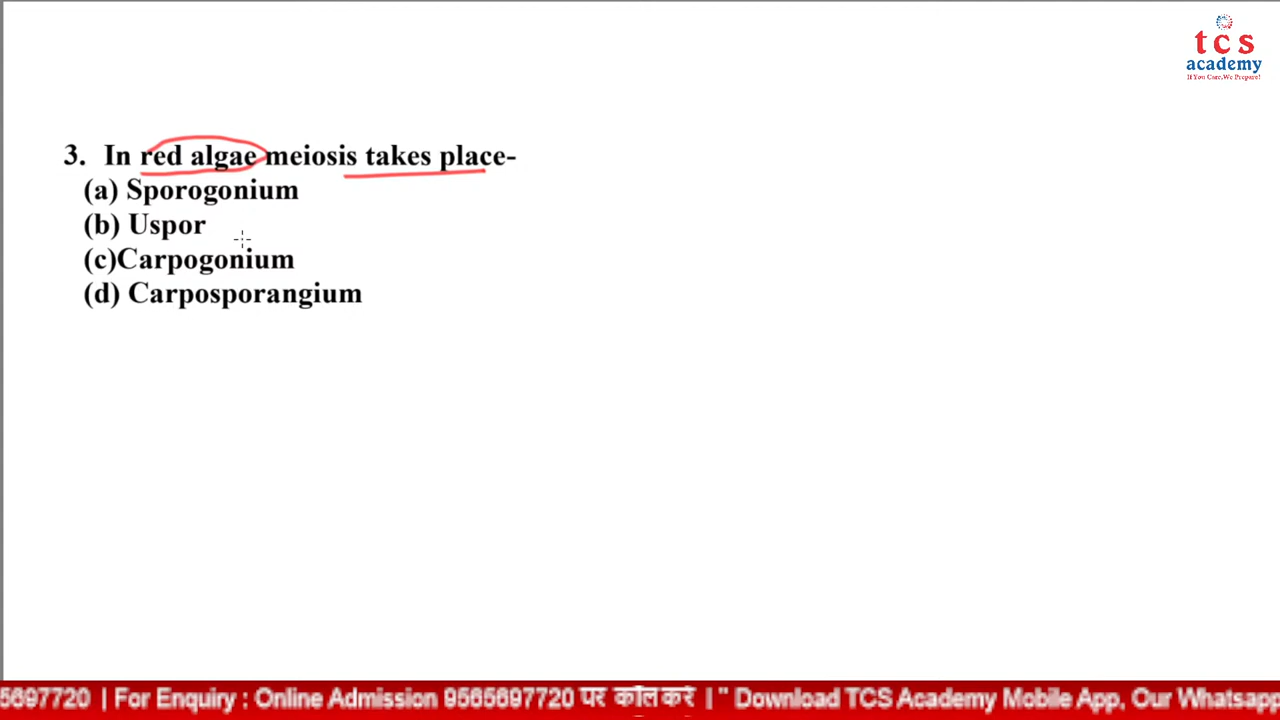 t c s
academy
If You Care,We Prepare!
3. In red algae meiosis takes place-
(a) Sporogonium
(b) Uspor
(c)Carpogonium
(d) Carposporangium
5697720 | For Enquiry : Online Admission 9565697720 पर कॉल करें | " Download TCS Academy Mobile App, Our Whatsapp